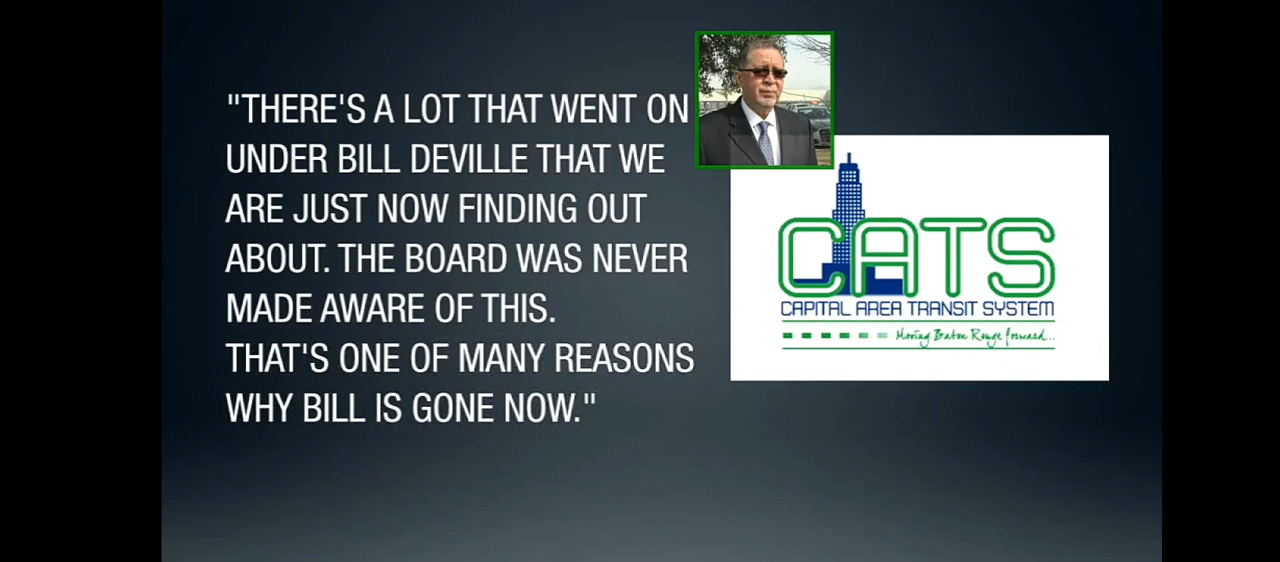 "THERE'S A LOT THAT WENT ON
UNDER BILL DEVILLE THAT WE
ARE JUST NOW FINDING OUT
ABOUT. THE BOARD WAS NEVER
MADE AWARE OF THIS.
THAT'S ONE OF MANY REASONS
WHY BILL IS GONE NOW."
CATS
CAPITAL AREA TRANSIT SYSTEM
Moving Baton Rouge forward...